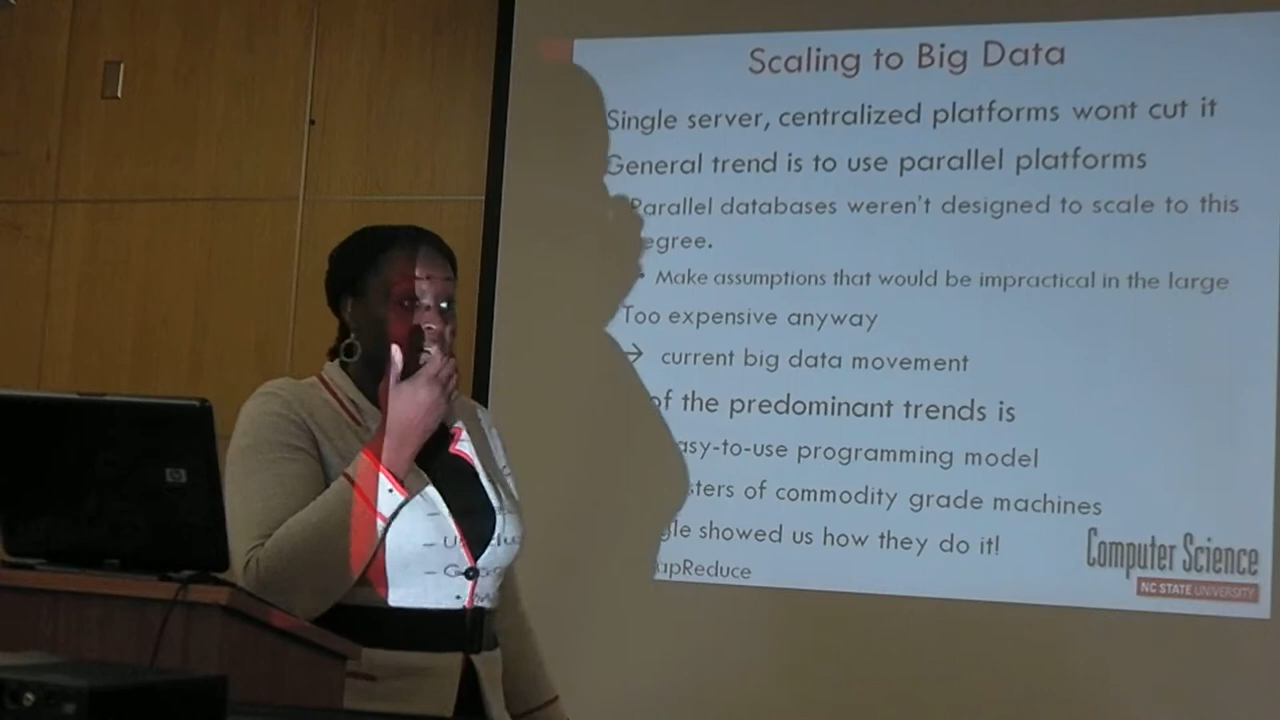 Scaling to Big Data
Single server, centralized platforms wont cut it
General trend is to use parallel platforms
Parallel databases weren't designed to scale to this
egree.
• Make assumptions that would be impractical in the large
Too expensive anyway
→ current big data movement
of the predominant trends is
asy-to-use programming model
sters of commodity grade machines
gle showed us how they do it!
apReduce
Computer Science
NC STATE UNIVERSITY
hp